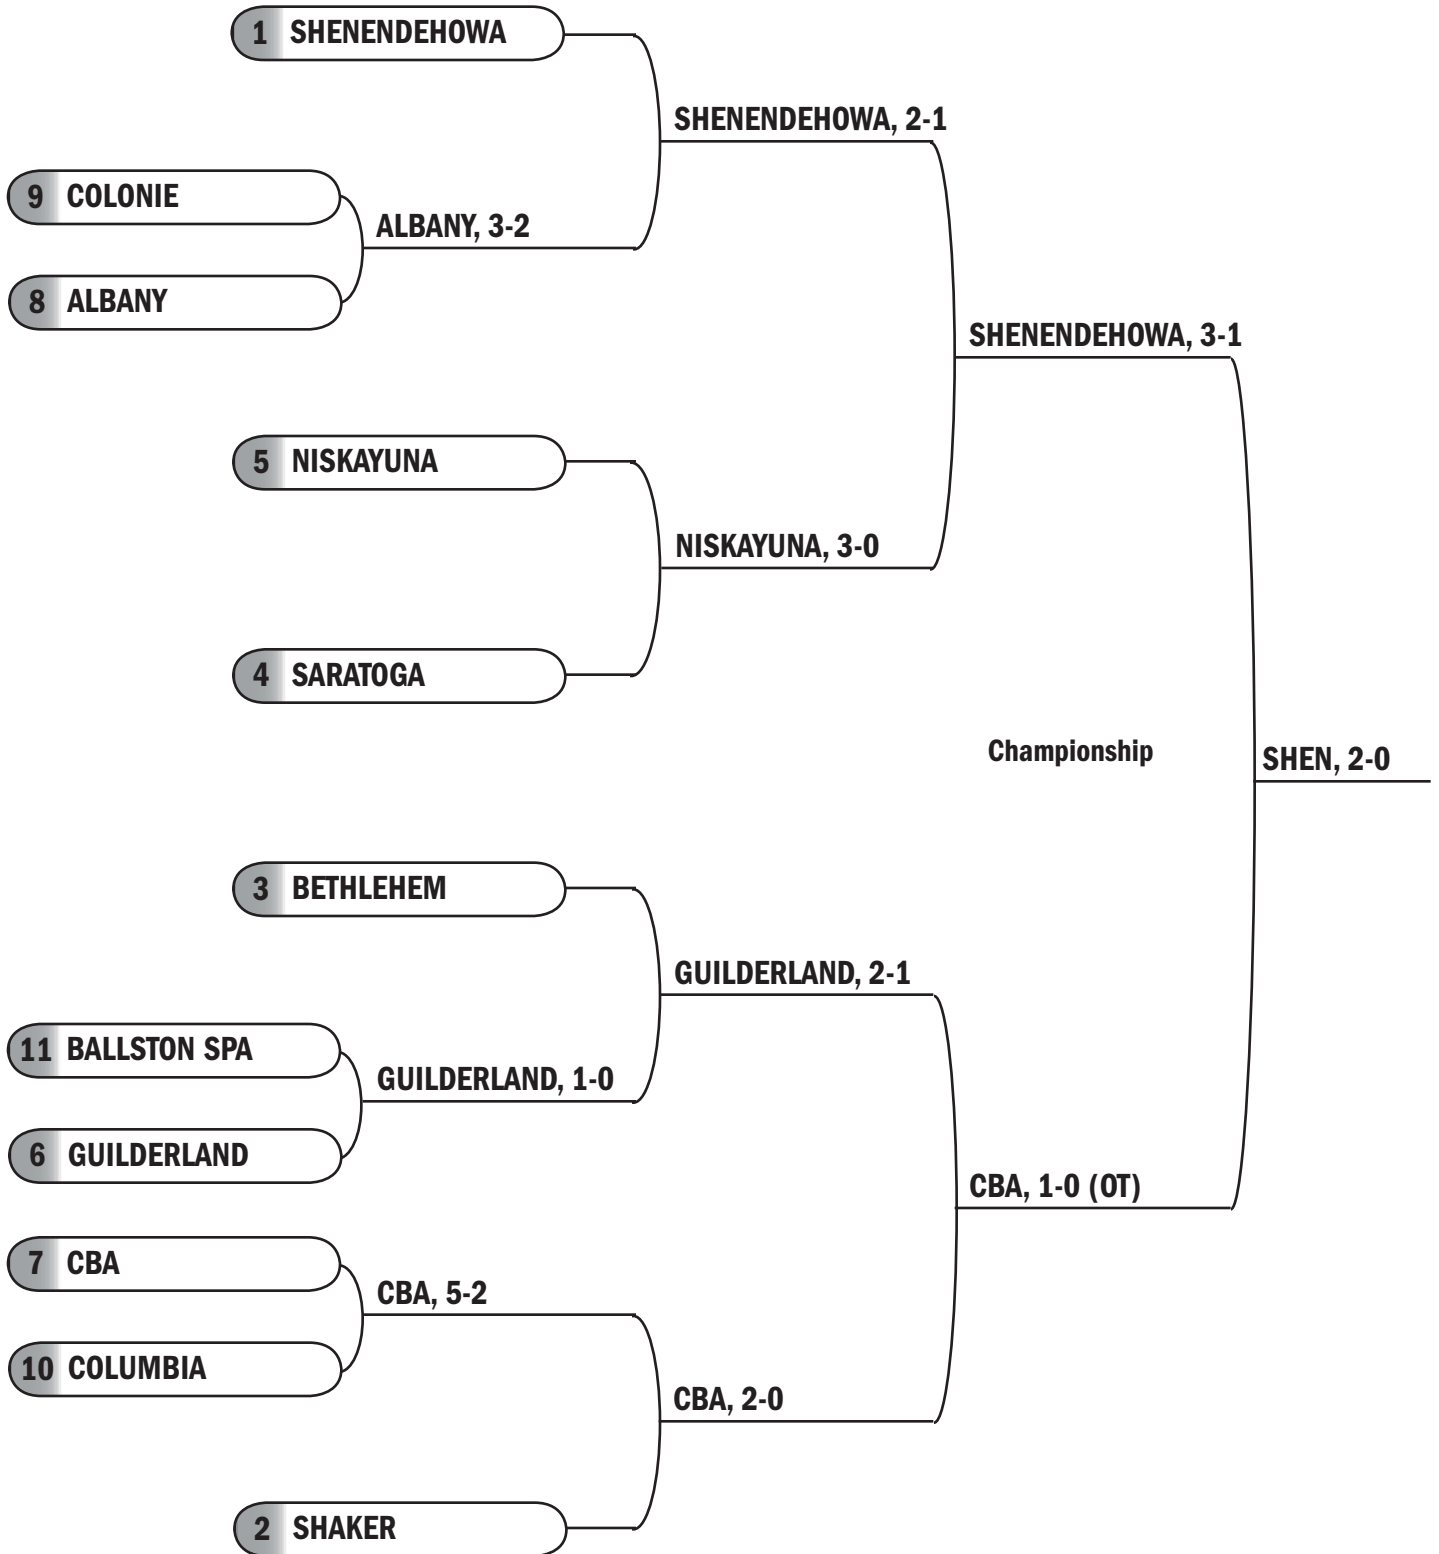 1 SHENENDEHOWA
SHENENDEHOWA, 2-1
9 COLONIE
ALBANY, 3-2
8 ALBANY
SHENENDEHOWA, 3-1
5 NISKAYUNA
NISKAYUNA, 3-0
4 SARATOGA
Championship
SHEN, 2-0
3 BETHLEHEM
GUILDERLAND, 2-1
11 BALLSTON SPA
GUILDERLAND, 1-0
6 GUILDERLAND
CBA, 1-0 (OT)
7 CBA
CBA, 5-2
10 COLUMBIA
CBA, 2-0
2 SHAKER